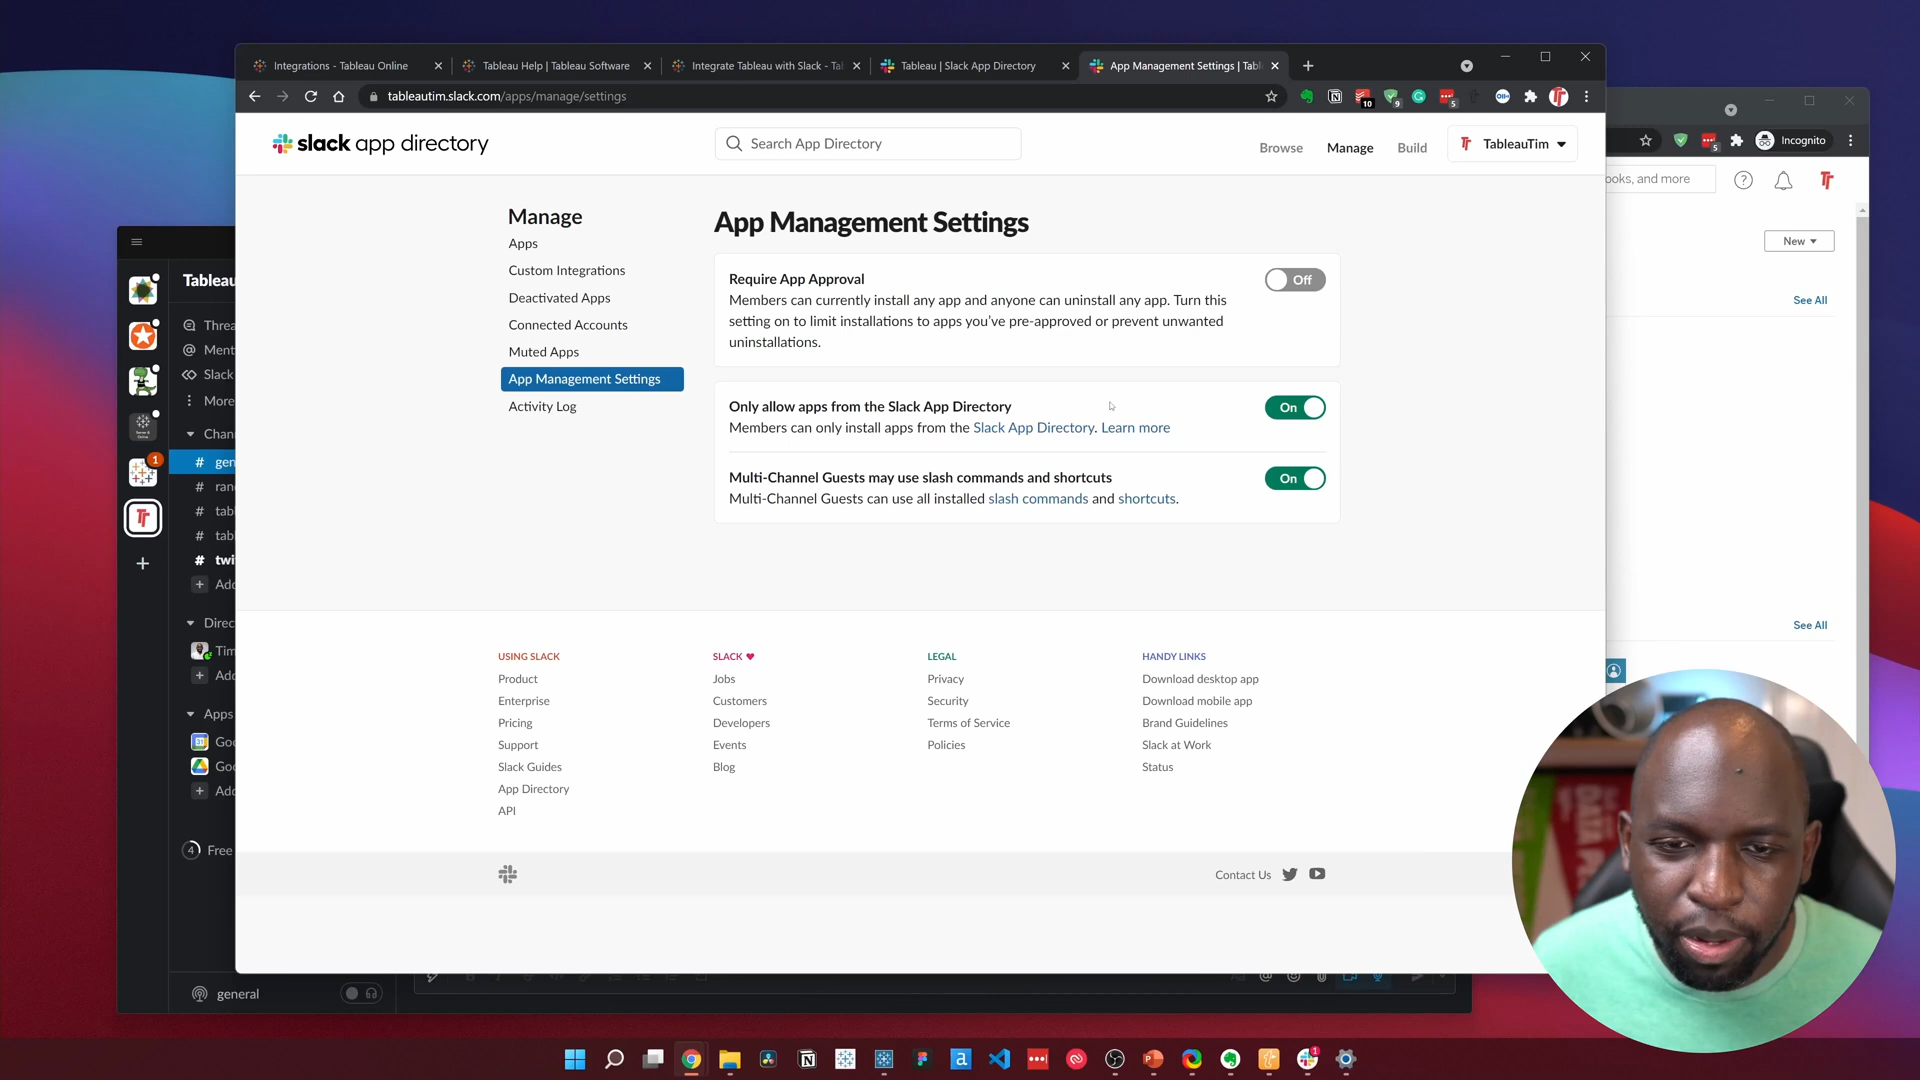 Integrations - Tableau Online
Tableau Help | Tableau Software
Integrate Tableau with Slack - Ta
Tableau | Slack App Directory
App Management Settings | Tabl
tableautim.slack.com/apps/manage/settings
10
9
5
slack app directory
Search App Directory
Browse
Manage
Build
TableauTim
5
Incognito
ooks, and more
New
See All
See All
Manage
Apps
Custom Integrations
Deactivated Apps
Connected Accounts
Muted Apps
App Management Settings
Activity Log
App Management Settings
Require App Approval
Off
Members can currently install any app and anyone can uninstall any app. Turn this
setting on to limit installations to apps you've pre-approved or prevent unwanted
uninstallations.
Only allow apps from the Slack App Directory
On
Members can only install apps from the Slack App Directory. Learn more
Multi-Channel Guests may use slash commands and shortcuts
On
Multi-Channel Guests can use all installed slash commands and shortcuts.
Tableau
Threa
Ment
Slack
More
Chann
# gen
# ran
# tab
# tab
# twi
+ Add
Direc
Tim
+ Add
Apps
Goo
Goo
+ Add
4 Free
general
1
USING SLACK
Product
Enterprise
Pricing
Support
Slack Guides
App Directory
API
SLACK
Jobs
Customers
Developers
Events
Blog
LEGAL
Privacy
Security
Terms of Service
Policies
HANDY LINKS
Download desktop app
Download mobile app
Brand Guidelines
Slack at Work
Status
Contact Us
DATA